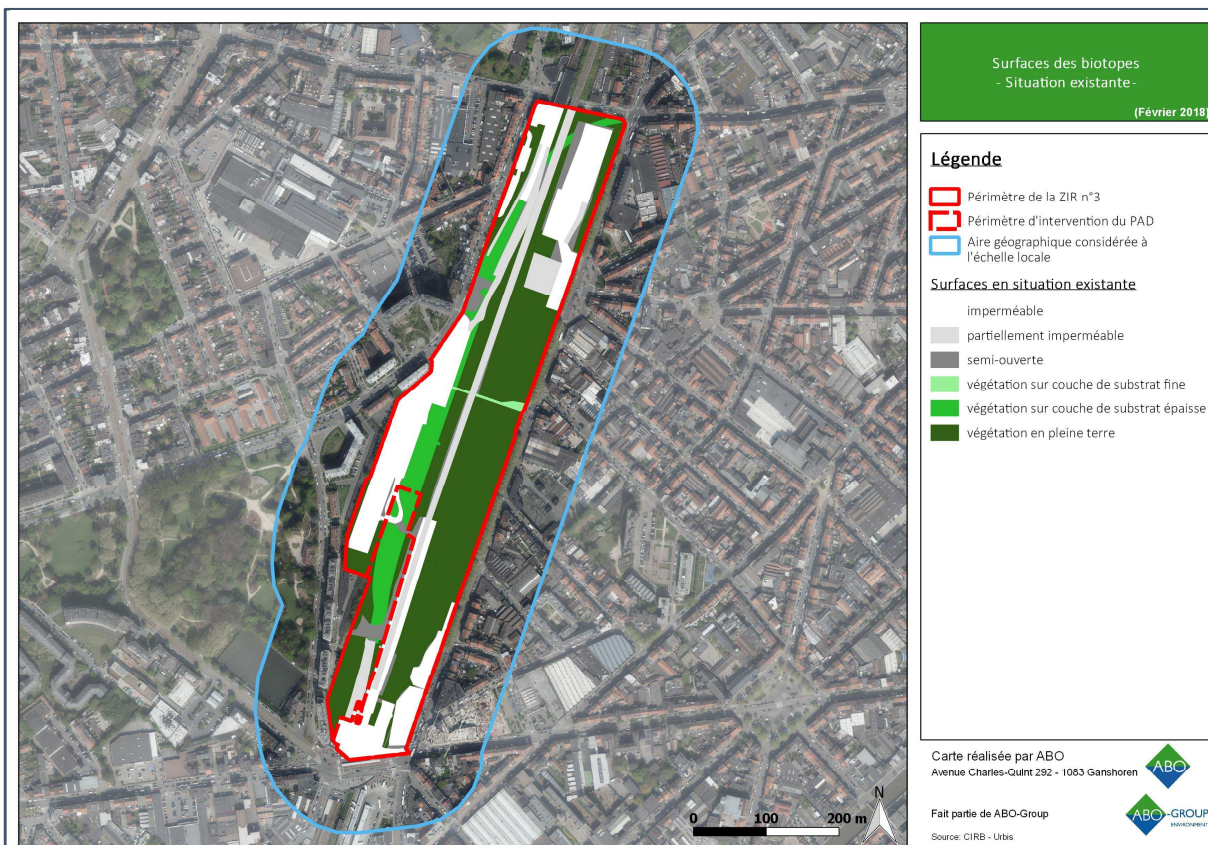 Surfaces des biotopes
- Situation existante-
(Février 2018)
Légende
Périmètre de la ZIR n°3
Périmètre d'intervention du PAD
Aire géographique considérée à
l'échelle locale
Surfaces en situation existante
imperméable
partiellement imperméable
semi-ouverte
végétation sur couche de substrat fine
végétation sur couche de substrat épaisse
végétation en pleine terre
Carte réalisée par ABO
Avenue Charles-Quint 292 - 1083 Ganshoren
ABO
Fait partie de ABO-Group
ABO-GROUP
ENVIRONMENT
Source: CIRB - Urbis
N
0 100 200 m